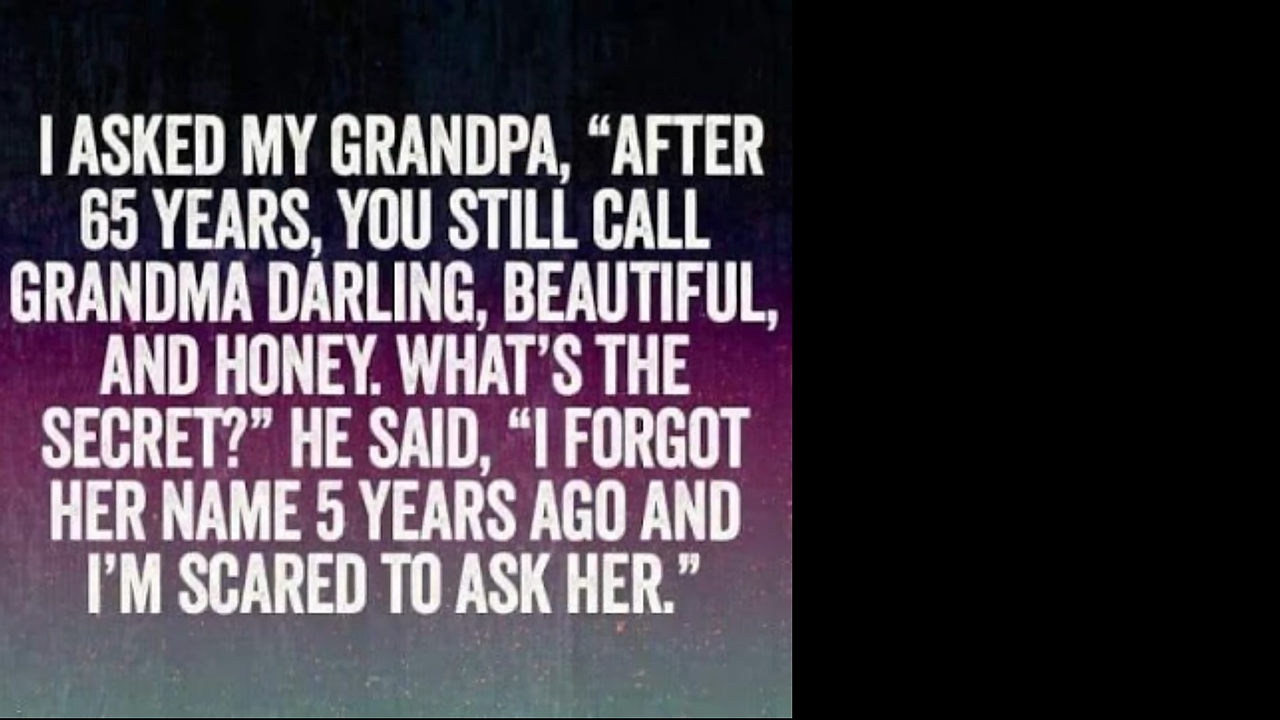 I ASKED MY GRANDPA, “AFTER
65 YEARS, YOU STILL CALL
GRANDMA DARLING, BEAUTIFUL,
AND HONEY. WHAT’S THE
SECRET?” HE SAID, “I FORGOT
HER NAME 5 YEARS AGO AND
I’M SCARED TO ASK HER.”